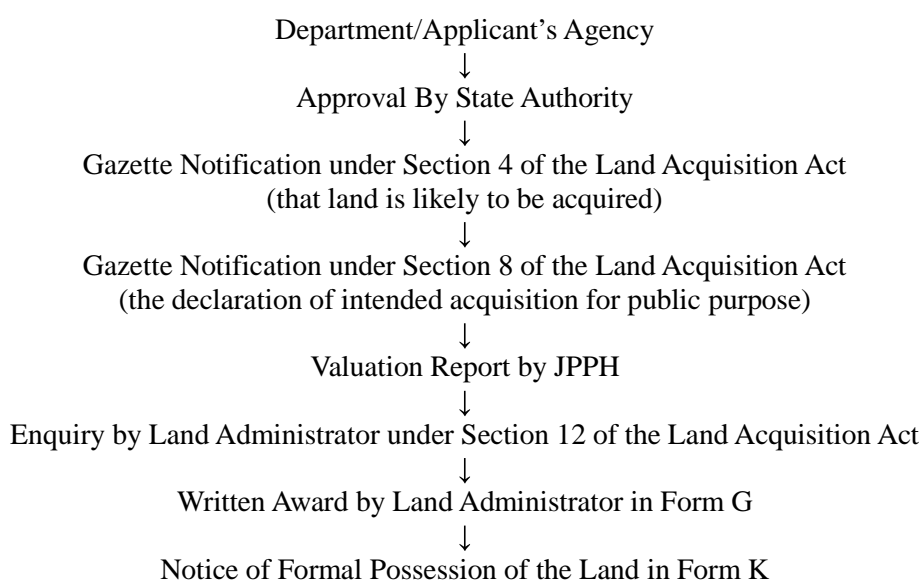 Department/Applicant’s Agency
↓
Approval By State Authority
↓
Gazette Notification under Section 4 of the Land Acquisition Act
(that land is likely to be acquired)
↓
Gazette Notification under Section 8 of the Land Acquisition Act
(the declaration of intended acquisition for public purpose)
↓
Valuation Report by JPPH
↓
Enquiry by Land Administrator under Section 12 of the Land Acquisition Act
↓
Written Award by Land Administrator in Form G
↓
Notice of Formal Possession of the Land in Form K